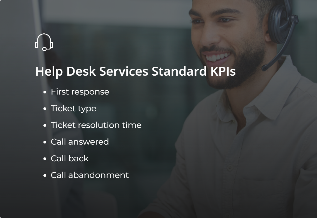 Help Desk Services Standard KPIs
• First response
• Ticket type
• Ticket resolution time
• Call answered
• Call back
• Call abandonment